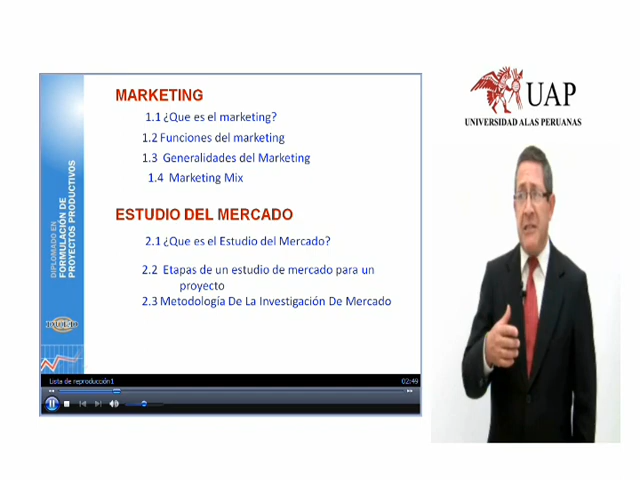 MARKETING
1.1 ¿Que es el marketing?
1.2 Funciones del marketing
1.3 Generalidades del Marketing
1.4 Marketing Mix
ESTUDIO DEL MERCADO
2.1 ¿Que es el Estudio del Mercado?
2.2 Etapas de un estudio de mercado para un
proyecto
2.3 Metodología De La Investigación De Mercado
DIPLOMADO EN
FORMULACIÓN DE
PROYECTOS PRODUCTIVOS
DUED
Lista de reproducción1
02:49
UAP
UNIVERSIDAD ALAS PERUANAS